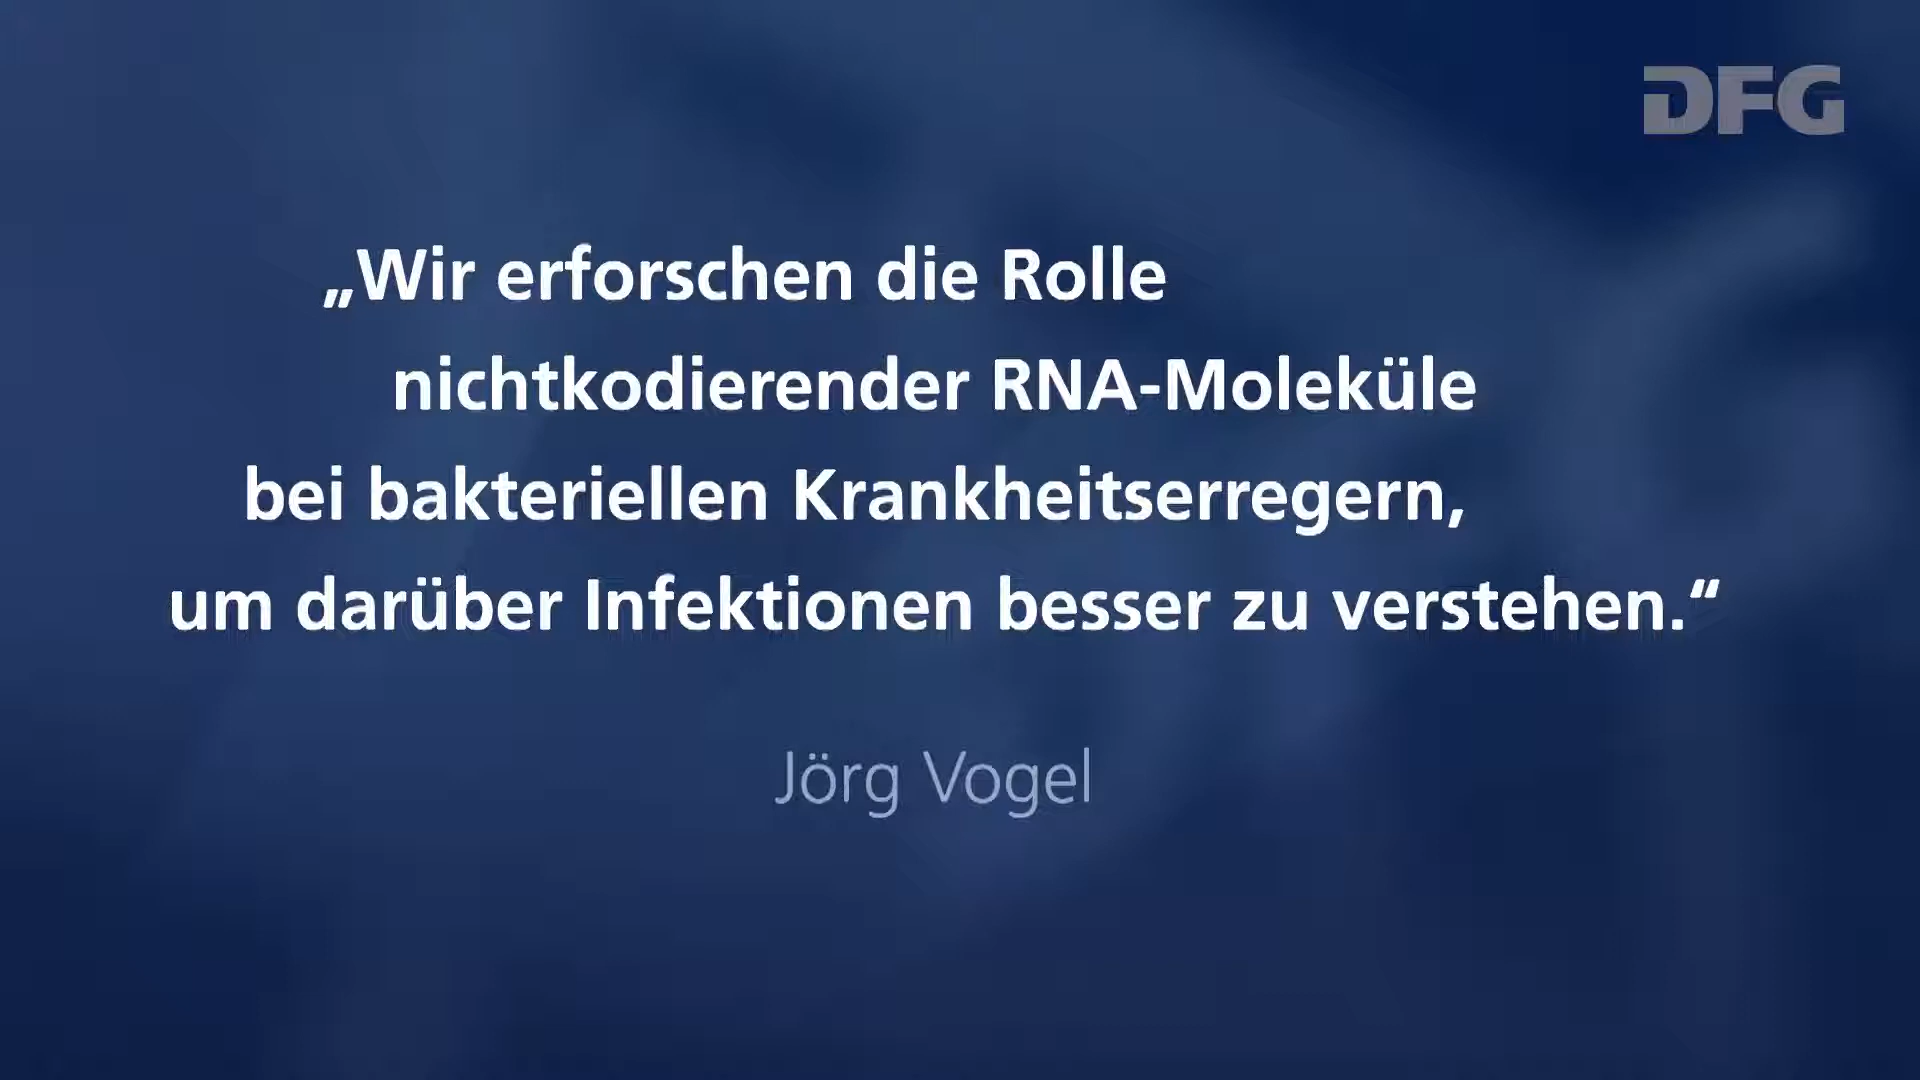 DFG
„Wir erforschen die Rolle
nichtkodierender RNA-Moleküle
bei bakteriellen Krankheitserregern,
um darüber Infektionen besser zu verstehen.“
Jörg Vogel